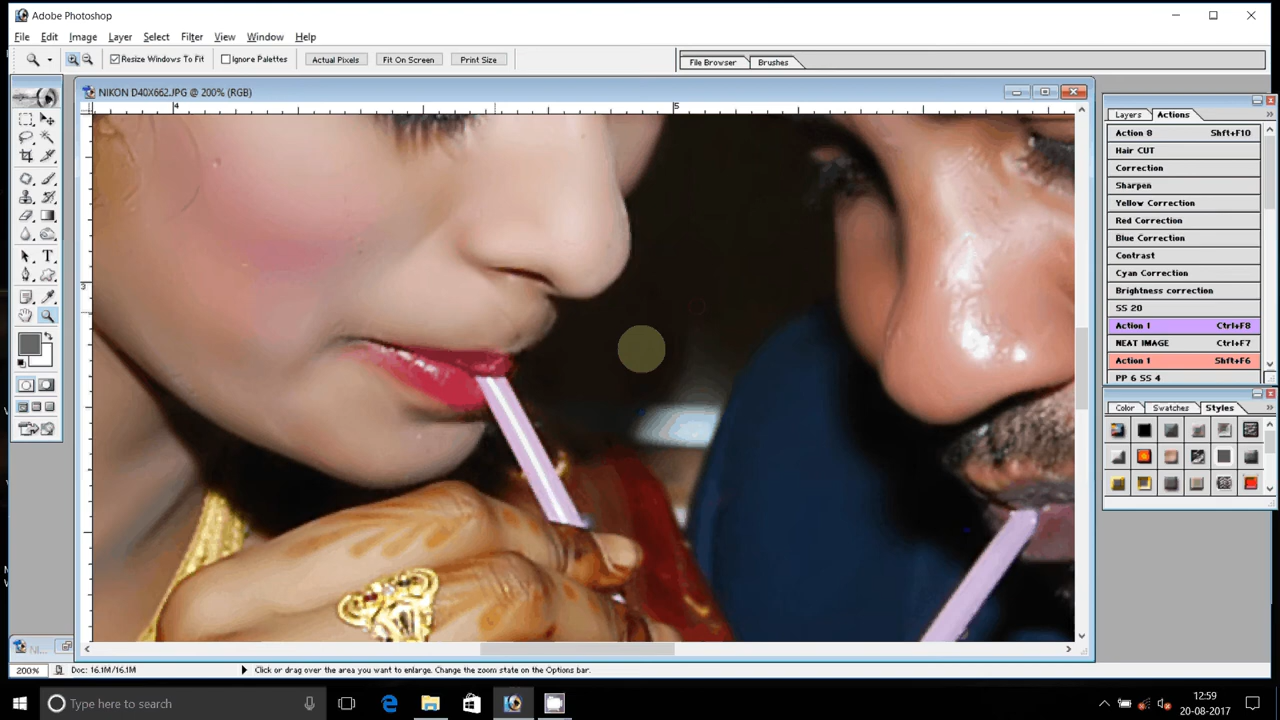 Adobe Photoshop
File Edit Image Layer Select Filter View Window Help
Resize Windows To Fit Ignore Palettes Actual Pixels Fit On Screen Print Size File Browser Brushes
NIKON D40X662.JPG @ 200% (RGB)
4 5
3
Layers Actions
Action 8 Shft+F10
Hair CUT
Correction
Sharpen
Yellow Correction
Red Correction
Blue Correction
Contrast
Cyan Correction
Brightness correction
SS 20
Action 1 Ctrl+F8
NEAT IMAGE Ctrl+F7
Action 1 Shft+F6
PP 6 SS 4
Color Swatches Styles
NI...
200% Doc: 16.1M/16.1M Click or drag over the area you want to enlarge. Change the zoom state on the Options bar.
Type here to search
12:59
20-08-2017